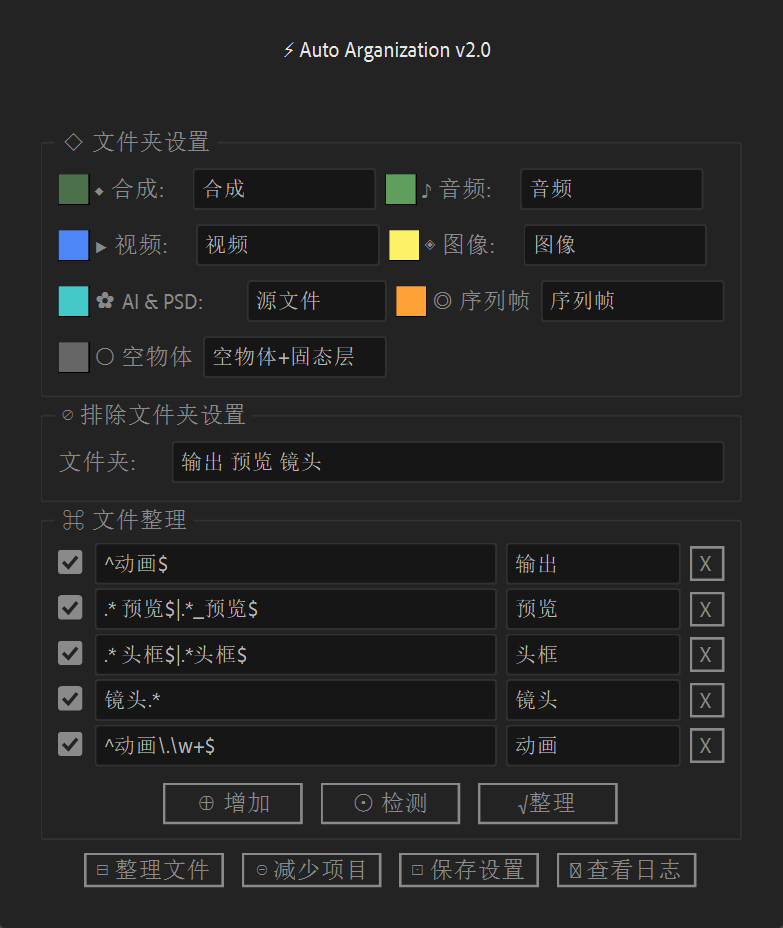 ⚡ Auto Arganization v2.0
◇ 文件夹设置
◆ 合成: 合成 ♪ 音频: 音频
▶ 视频: 视频 ◈ 图像: 图像
✿ AI & PSD: 源文件 ◎ 序列帧 序列帧
○ 空物体 空物体+固态层
⊘ 排除文件夹设置
文件夹: 输出 预览 镜头
⌘ 文件整理
^动画$ 输出 X
.* 预览$|.*_预览$ 预览 X
.* 头框$|.*头框$ 头框 X
镜头.* 镜头 X
^动画\.\w+$ 动画 X
⊕ 增加 ⊙ 检测 √整理
⊟ 整理文件 ⊝ 减少项目 ⊡ 保存设置 查看日志